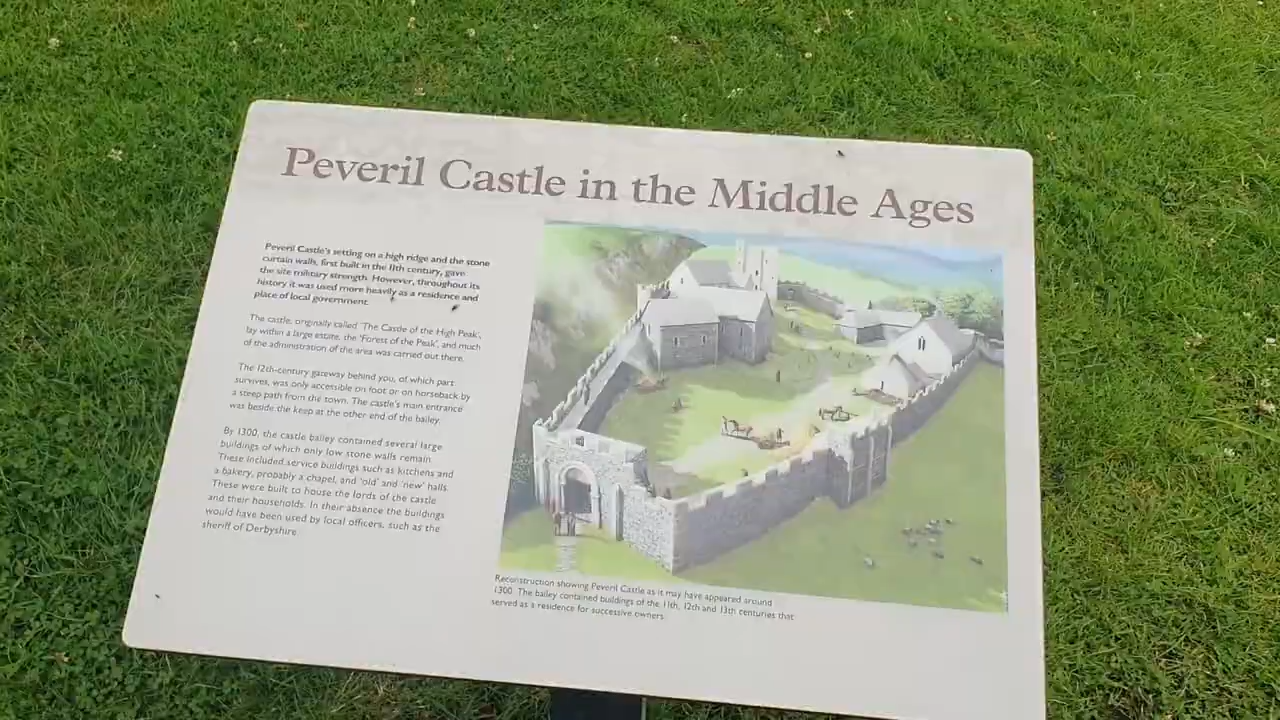 Peveril Castle in the Middle Ages
Peveril Castle's setting on a high ridge and the stone
curtain walls, first built in the 11th century, gave
the site military strength. However, throughout its
history it was used more heavily as a residence and
place of local government.
The castle, originally called 'The Castle of the High Peak',
lay within a large estate, the 'Forest of the Peak', and much
of the administration of the area was carried out there.
The 12th-century gateway behind you, of which part
survives, was only accessible on foot or on horseback by
a steep path from the town. The castle's main entrance
was beside the keep at the other end of the bailey.
By 1300, the castle bailey contained several large
buildings of which only low stone walls remain.
These included service buildings such as kitchens and
a bakery, probably a chapel, and 'old' and 'new' halls.
These were built to house the lords of the castle
and their households. In their absence the buildings
would have been used by local officers, such as the
sheriff of Derbyshire.
Reconstruction showing Peveril Castle as it may have appeared around
1300. The bailey contained buildings of the 11th, 12th and 13th centuries that
served as a residence for successive owners.